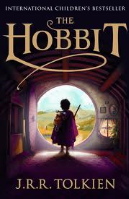 INTERNATIONAL CHILDREN'S BESTSELLER
THE
HOBBIT
J.R.R. TOLKIEN